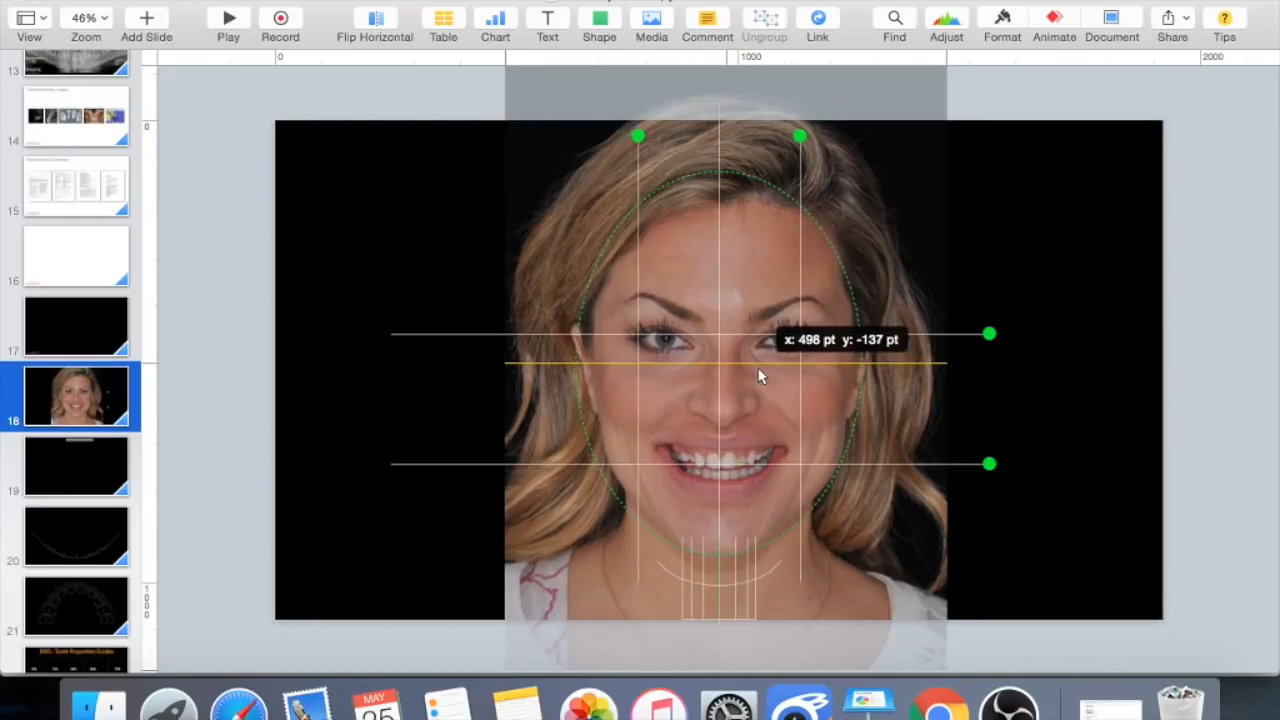 View
46%
Zoom
Add Slide
Play
Record
Flip Horizontal
Table
Chart
Text
Shape
Media
Comment
Ungroup
Link
Find
Adjust
Format
Animate
Document
Share
Tips
0
1000
2000
0
1000
13
14
15
16
17
18
19
20
21
x: 498 pt y: -137 pt
MAY
25